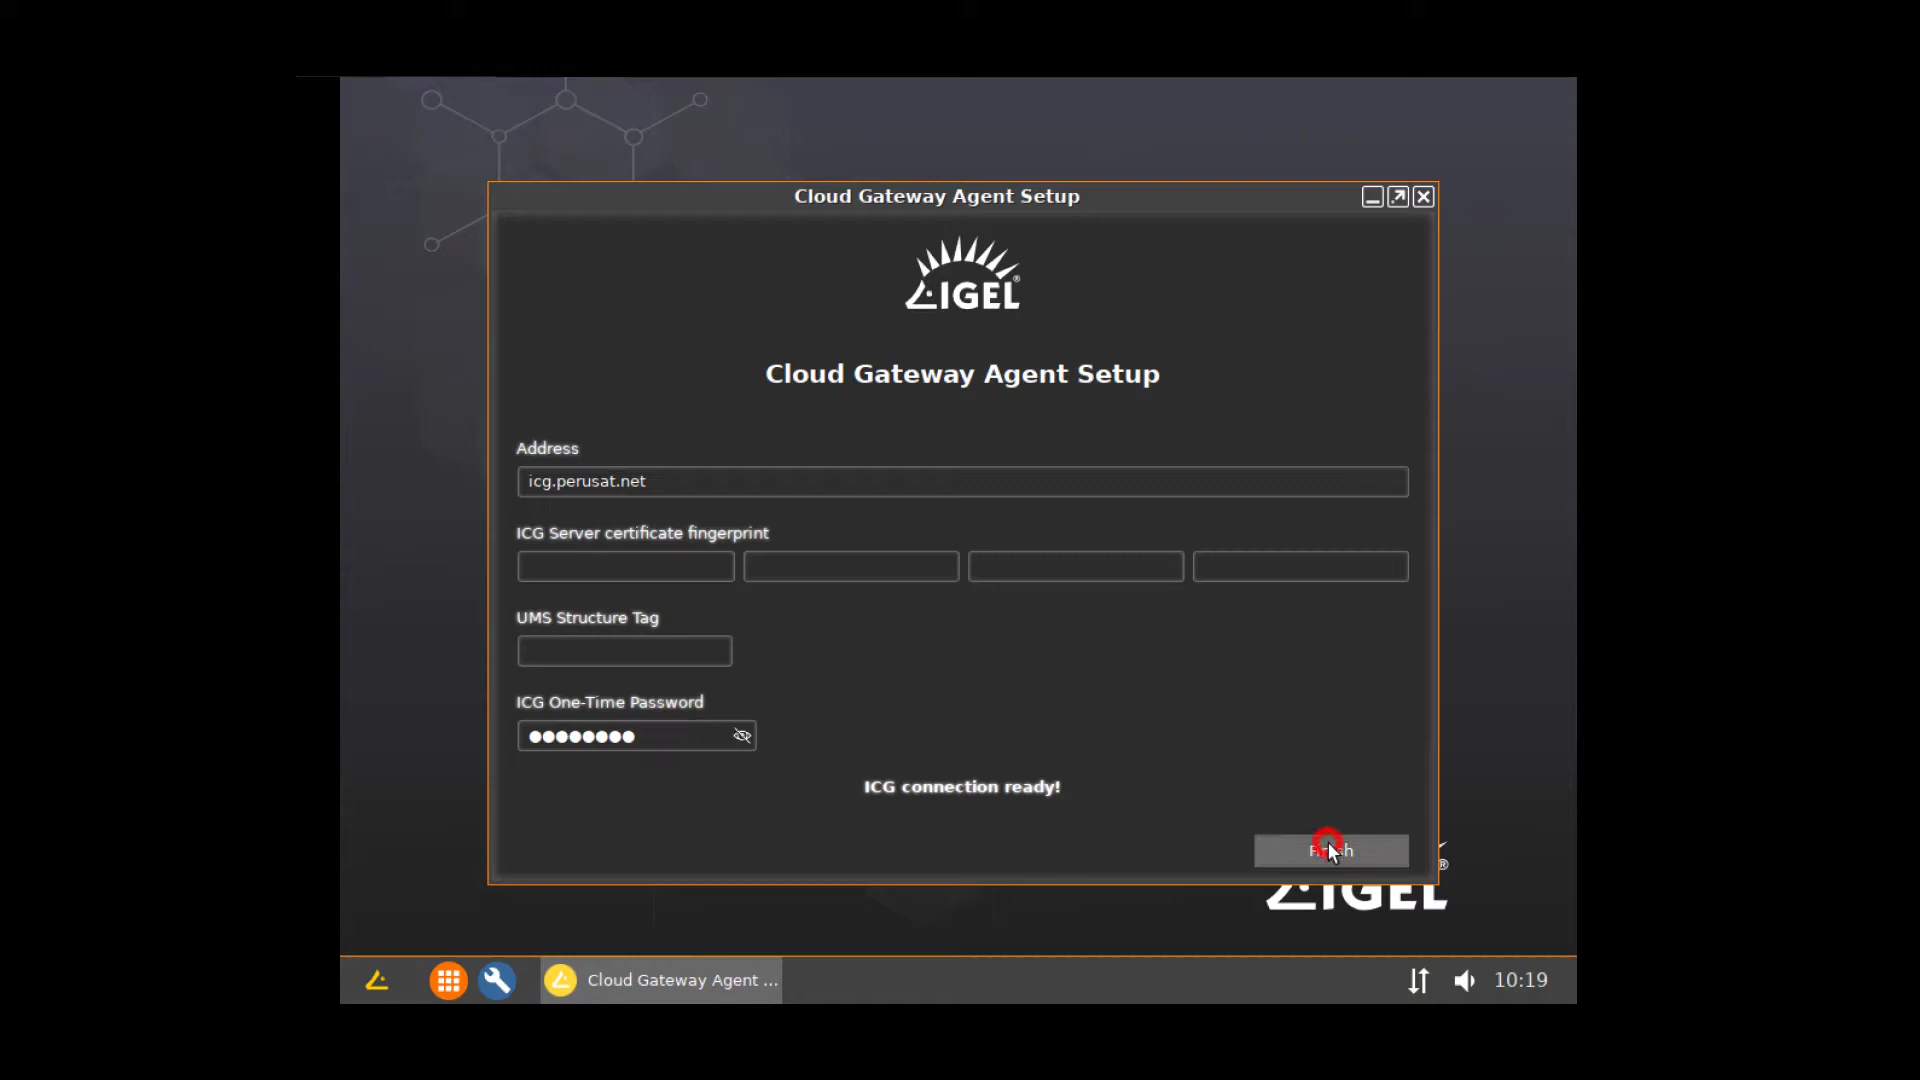 Cloud Gateway Agent Setup
IGEL®
Cloud Gateway Agent Setup
Address
icg.perusat.net
ICG Server certificate fingerprint
UMS Structure Tag
ICG One-Time Password
ICG connection ready!
Finish
®
IGEL
Cloud Gateway Agent ...
10:19